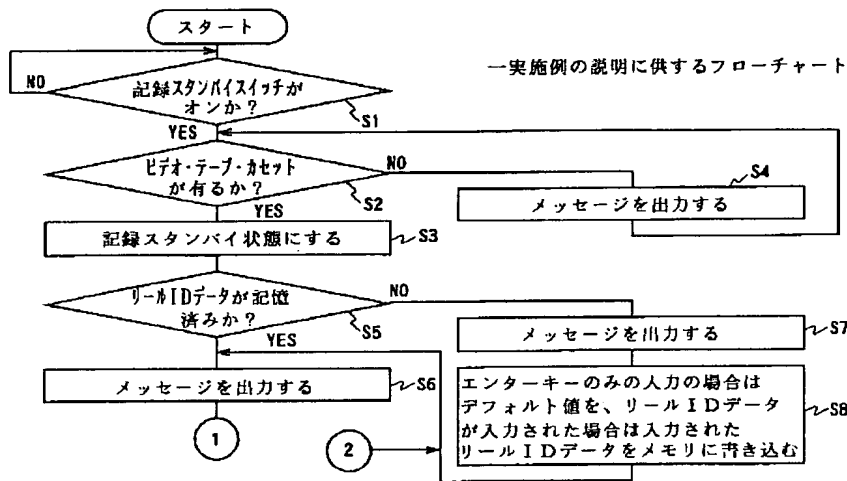 スタート
一実施例の説明に供するフローチャート
NO
記録スタンバイスイッチが
オンか？
S1
YES
ビデオ・テープ・カセット
が有るか？
NO
S2
S4
メッセージを出力する
YES
記録スタンバイ状態にする
S3
リールIDデータが記憶
済みか？
NO
S5
メッセージを出力する
S7
YES
メッセージを出力する
S6
エンターキーのみの入力の場合は
デフォルト値を、リールIDデータ
が入力された場合は入力された
リールIDデータをメモリに書き込む
S8
1
2